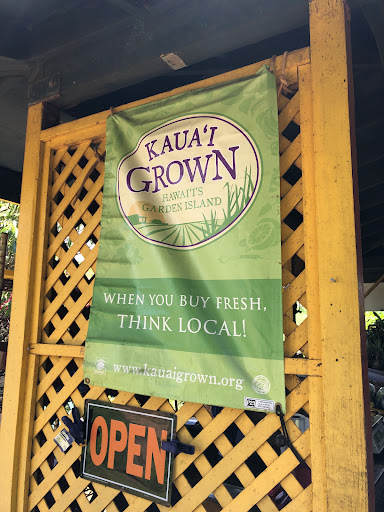 KAUA'I
GROWN
HAWAI'I'S
GARDEN ISLAND
WHEN YOU BUY FRESH,
THINK LOCAL!
www.kauaigrown.org
OPEN